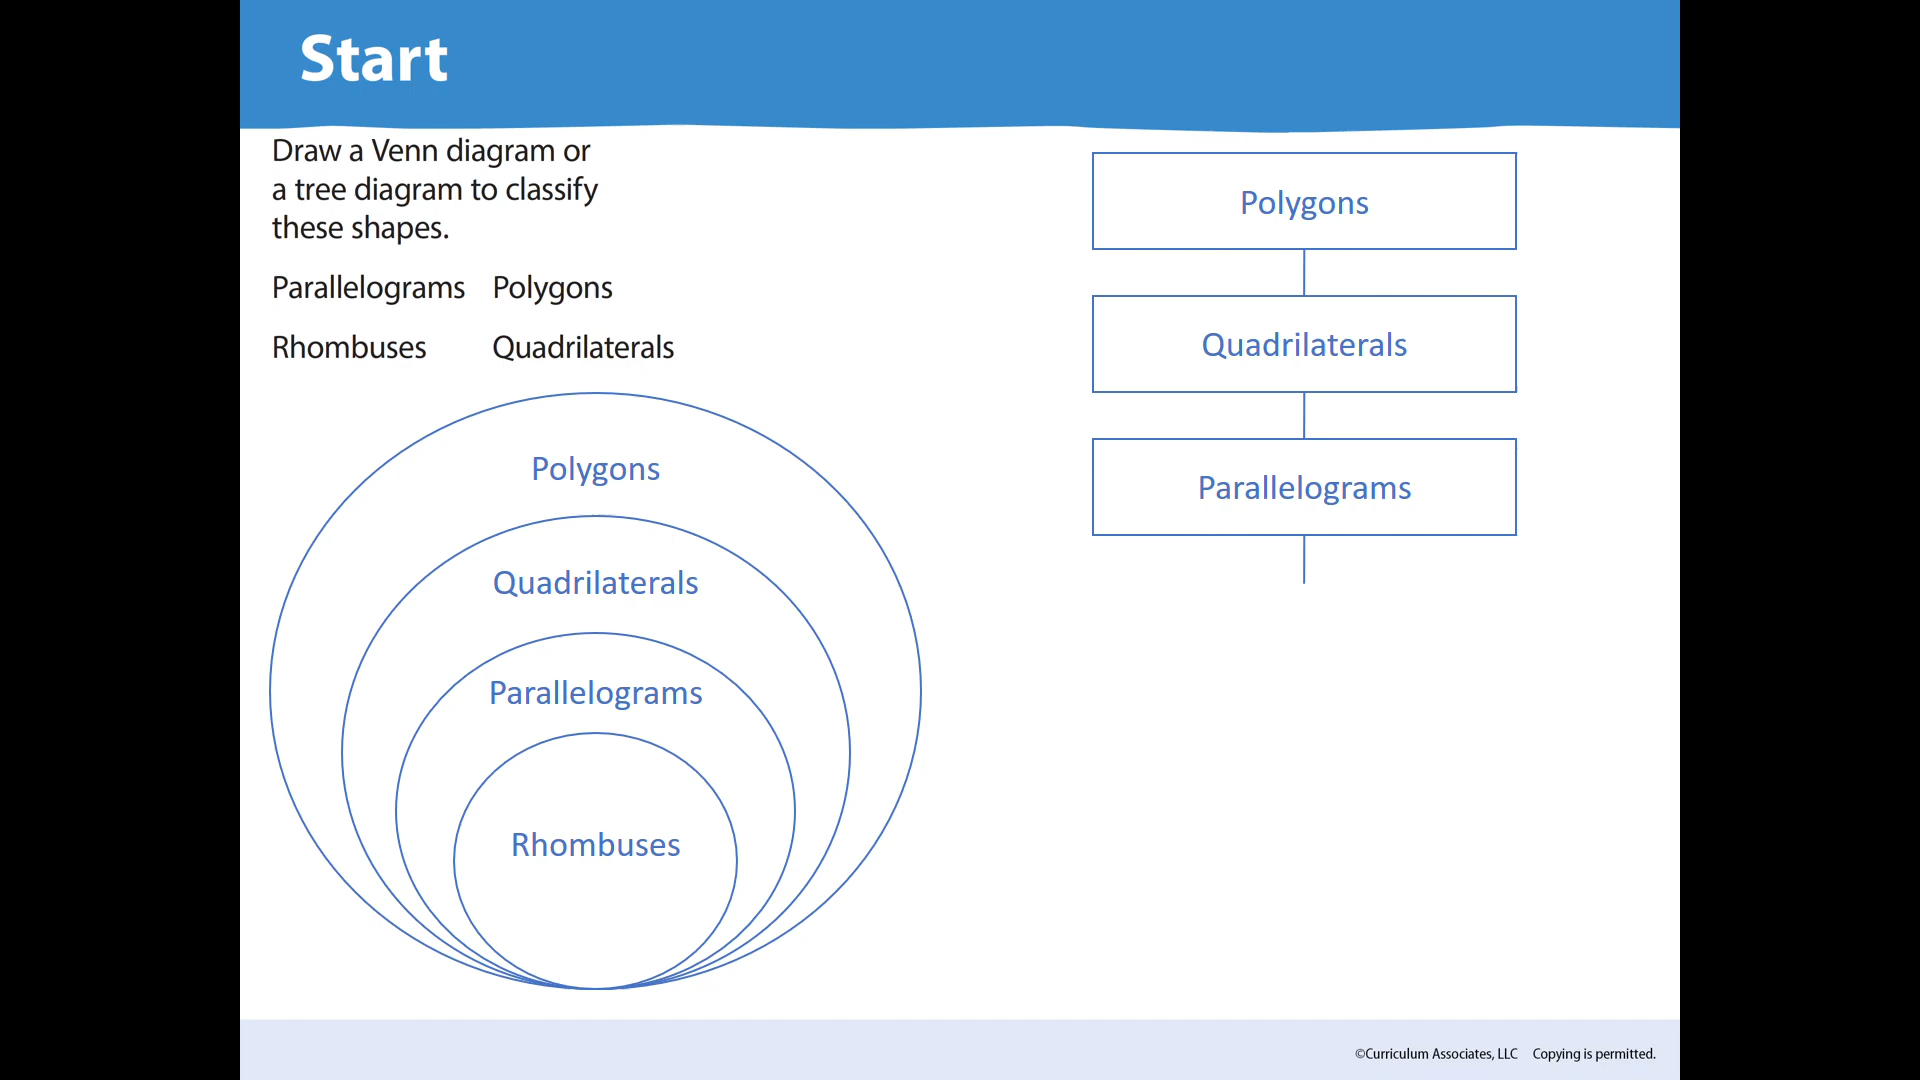 Start
Draw a Venn diagram or
a tree diagram to classify
these shapes.
Parallelograms Polygons
Rhombuses Quadrilaterals
Polygons
Quadrilaterals
Parallelograms
Rhombuses
Polygons
Quadrilaterals
Parallelograms
©Curriculum Associates, LLC Copying is permitted.